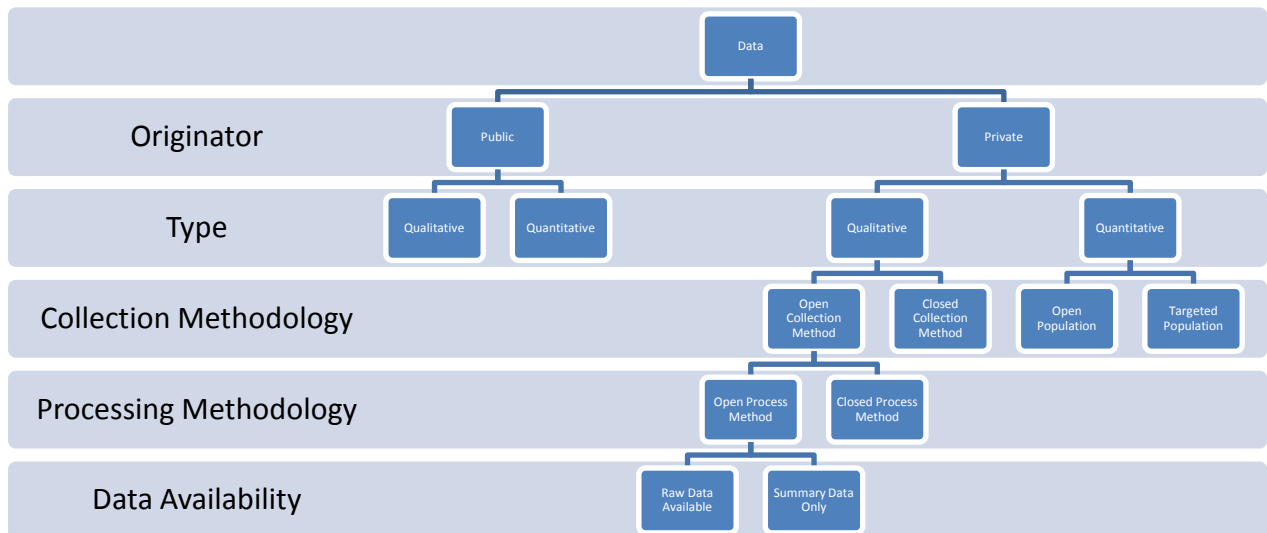 Data
Originator
Public
Private
Type
Qualitative
Quantitative
Qualitative
Quantitative
Collection Methodology
Open
Collection
Method
Closed
Collection
Method
Open
Population
Targeted
Population
Processing Methodology
Open Process
Method
Closed Process
Method
Data Availability
Raw Data
Available
Summary Data
Only